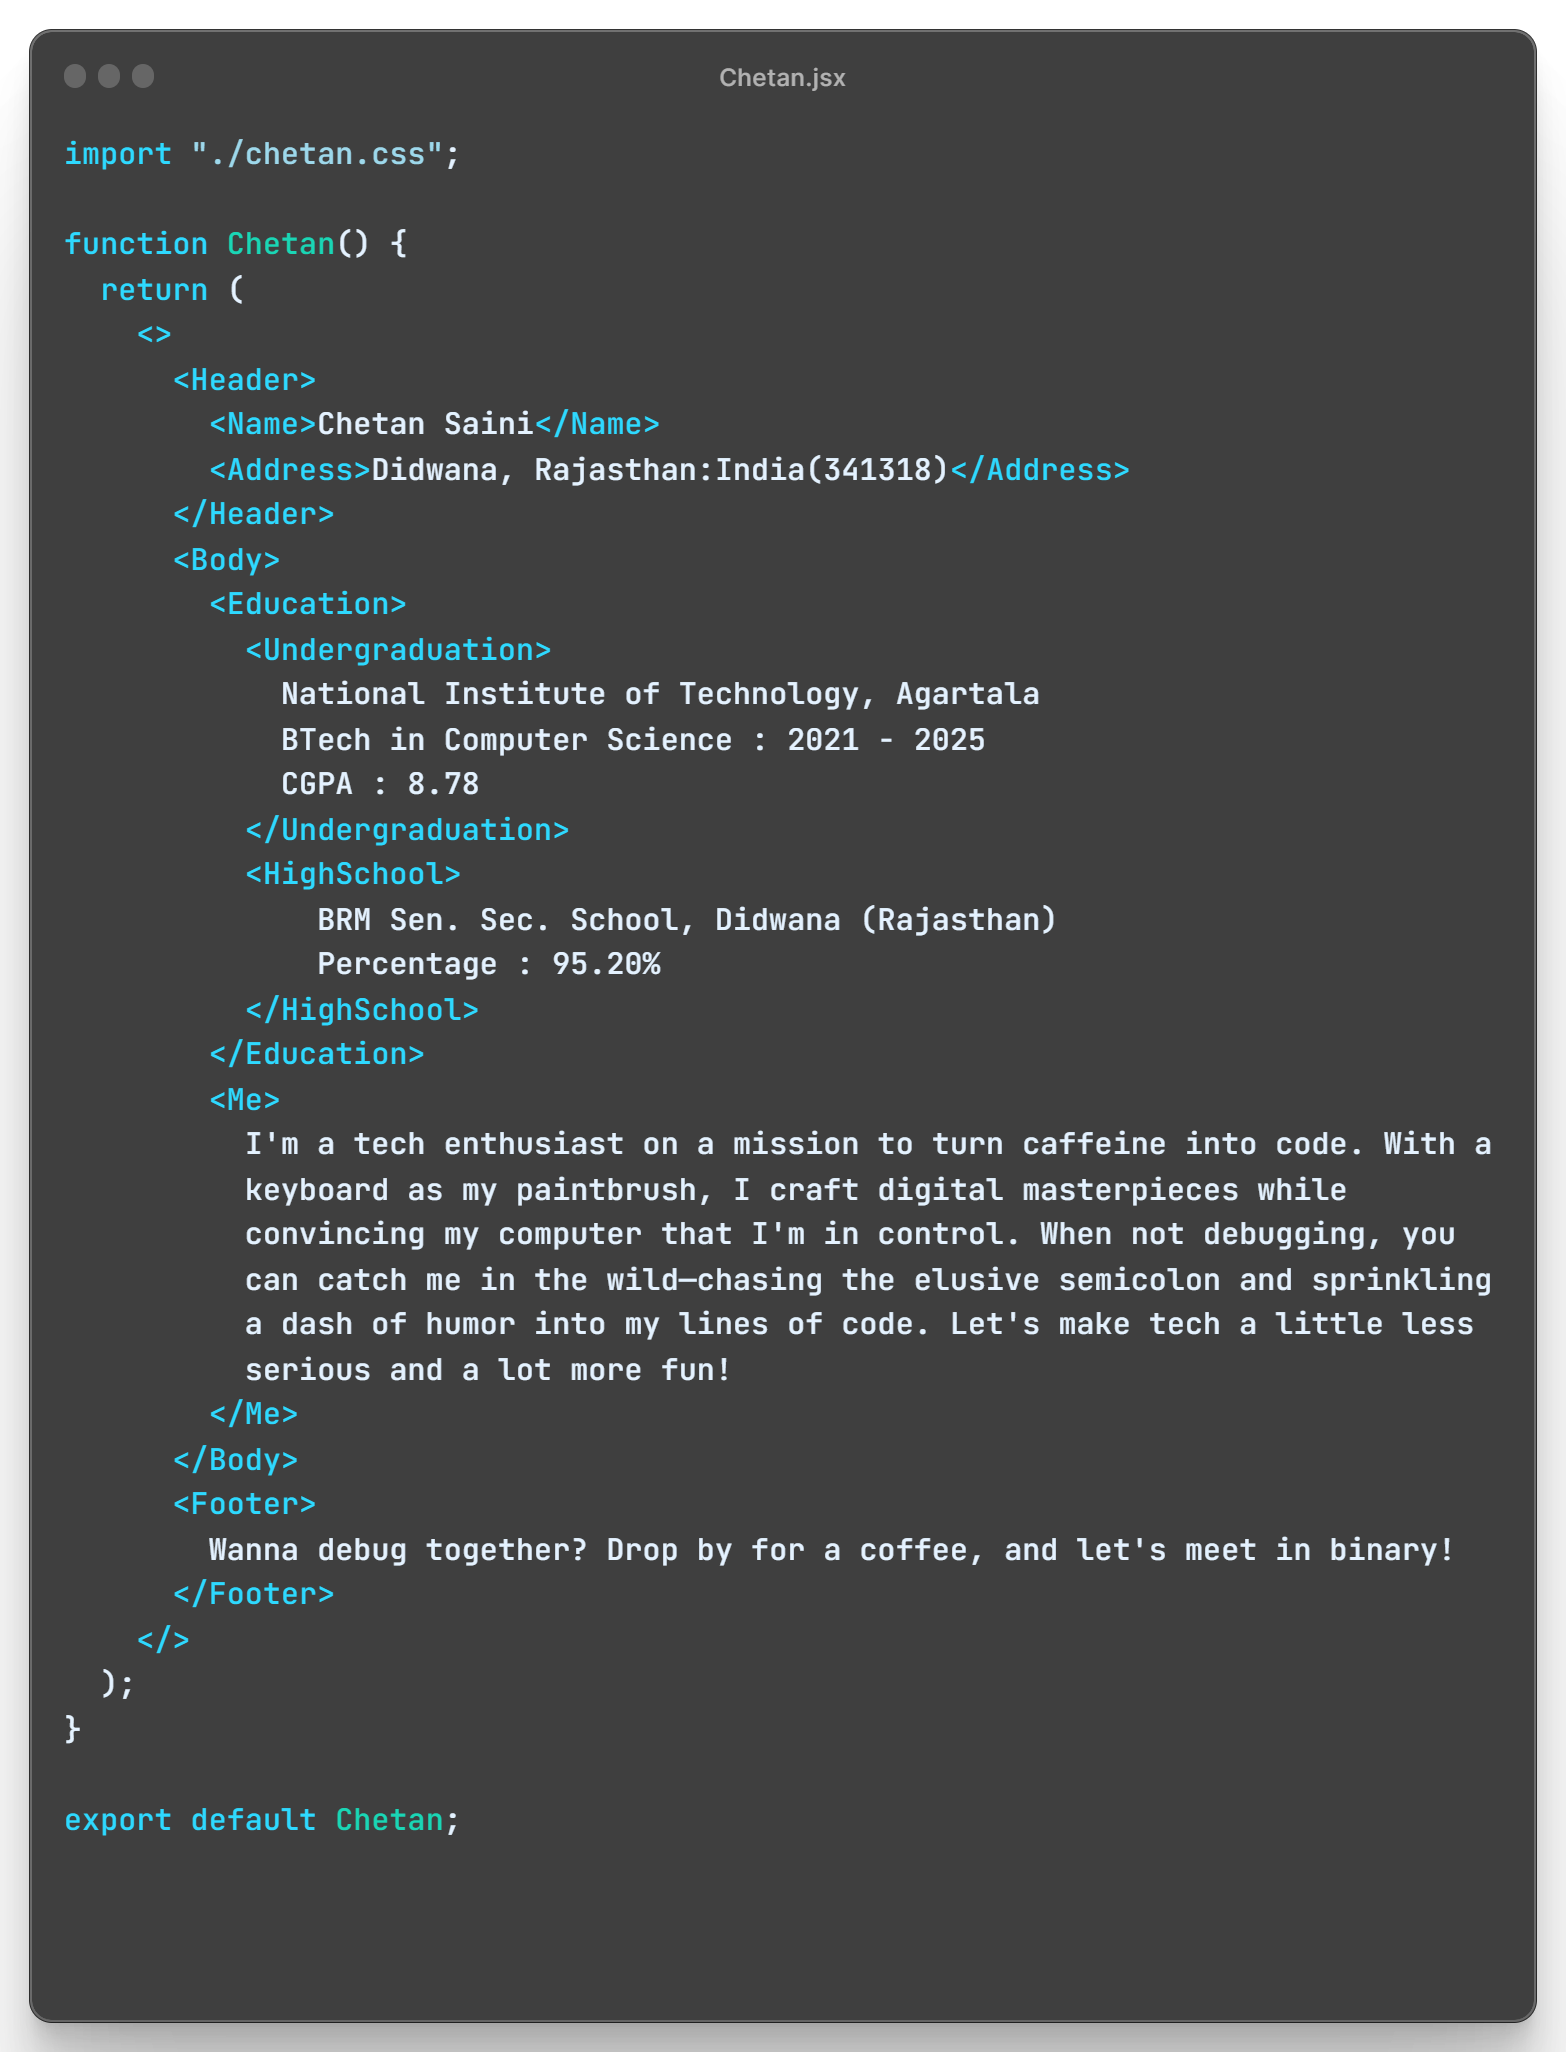 Chetan.jsx
import "./chetan.css";
function Chetan() {
  return (
    <>
      <Header>
        <Name>Chetan Saini</Name>
        <Address>Didwana, Rajasthan:India(341318)</Address>
      </Header>
      <Body>
        <Education>
          <Undergraduation>
            National Institute of Technology, Agartala
            BTech in Computer Science : 2021 - 2025
            CGPA : 8.78
          </Undergraduation>
          <HighSchool>
              BRM Sen. Sec. School, Didwana (Rajasthan)
              Percentage : 95.20%
          </HighSchool>
        </Education>
        <Me>
          I'm a tech enthusiast on a mission to turn caffeine into code. With a
          keyboard as my paintbrush, I craft digital masterpieces while
          convincing my computer that I'm in control. When not debugging, you
          can catch me in the wild—chasing the elusive semicolon and sprinkling
          a dash of humor into my lines of code. Let's make tech a little less
          serious and a lot more fun!
        </Me>
      </Body>
      <Footer>
        Wanna debug together? Drop by for a coffee, and let's meet in binary!
      </Footer>
    </>
  );
}
export default Chetan;